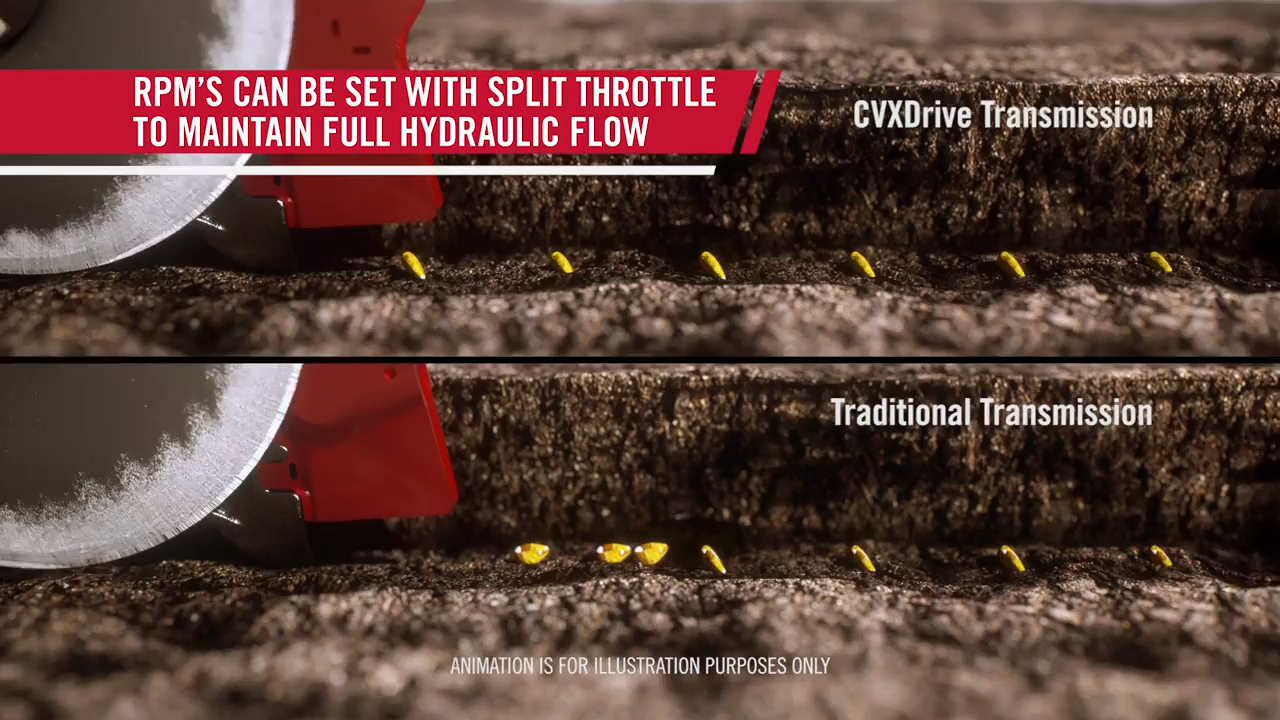 RPM'S CAN BE SET WITH SPLIT THROTTLE
TO MAINTAIN FULL HYDRAULIC FLOW
CVXDrive Transmission
Traditional Transmission
ANIMATION IS FOR ILLUSTRATION PURPOSES ONLY